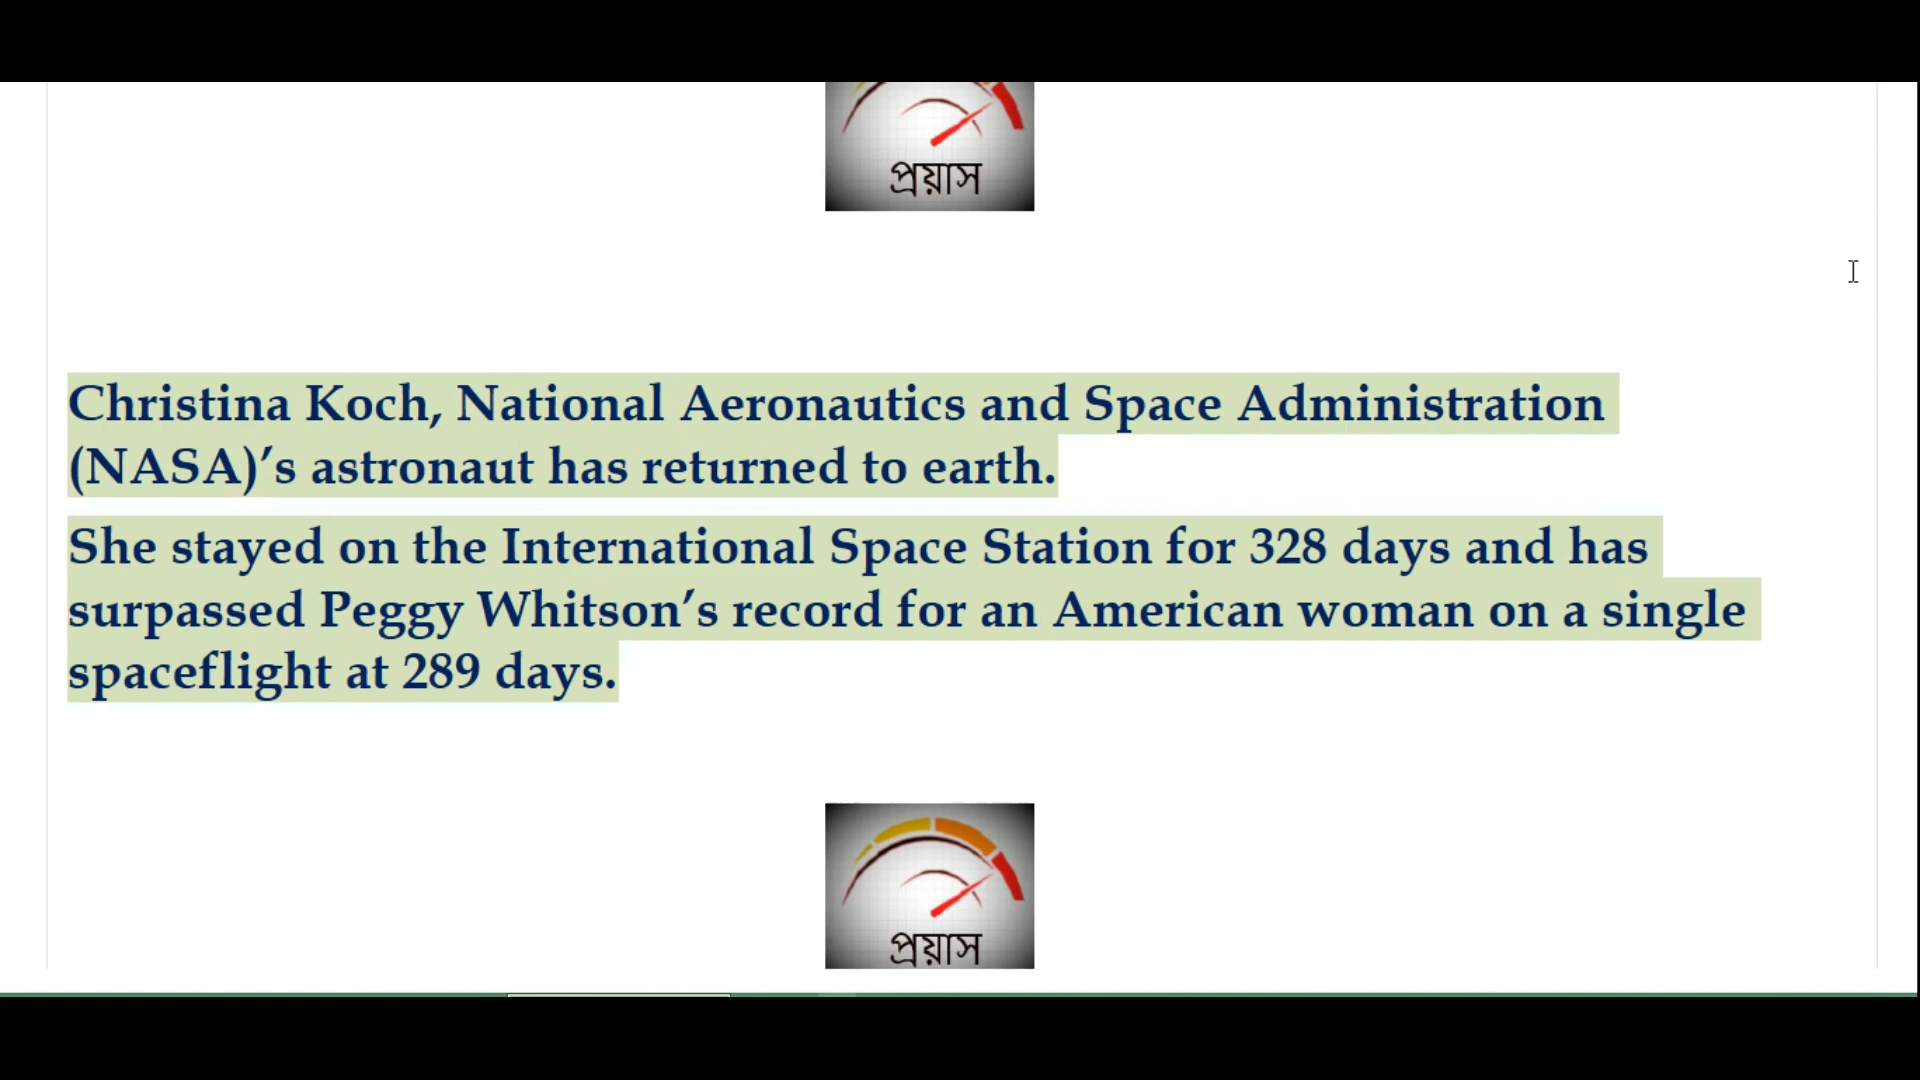 প্রয়াস
Christina Koch, National Aeronautics and Space Administration
(NASA)’s astronaut has returned to earth.
She stayed on the International Space Station for 328 days and has
surpassed Peggy Whitson’s record for an American woman on a single
spaceflight at 289 days.
প্রয়াস